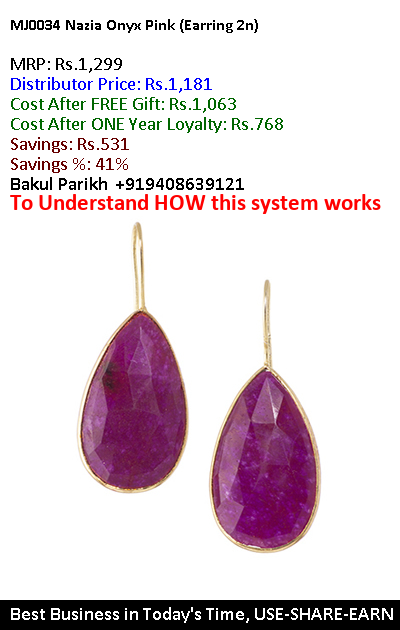 MJ0034 Nazia Onyx Pink (Earring 2n)
MRP: Rs.1,299
Distributor Price: Rs.1,181
Cost After FREE Gift: Rs.1,063
Cost After ONE Year Loyalty: Rs.768
Savings: Rs.531
Savings %: 41%
Bakul Parikh +919408639121
To Understand HOW this system works
Best Business in Today's Time, USE-SHARE-EARN